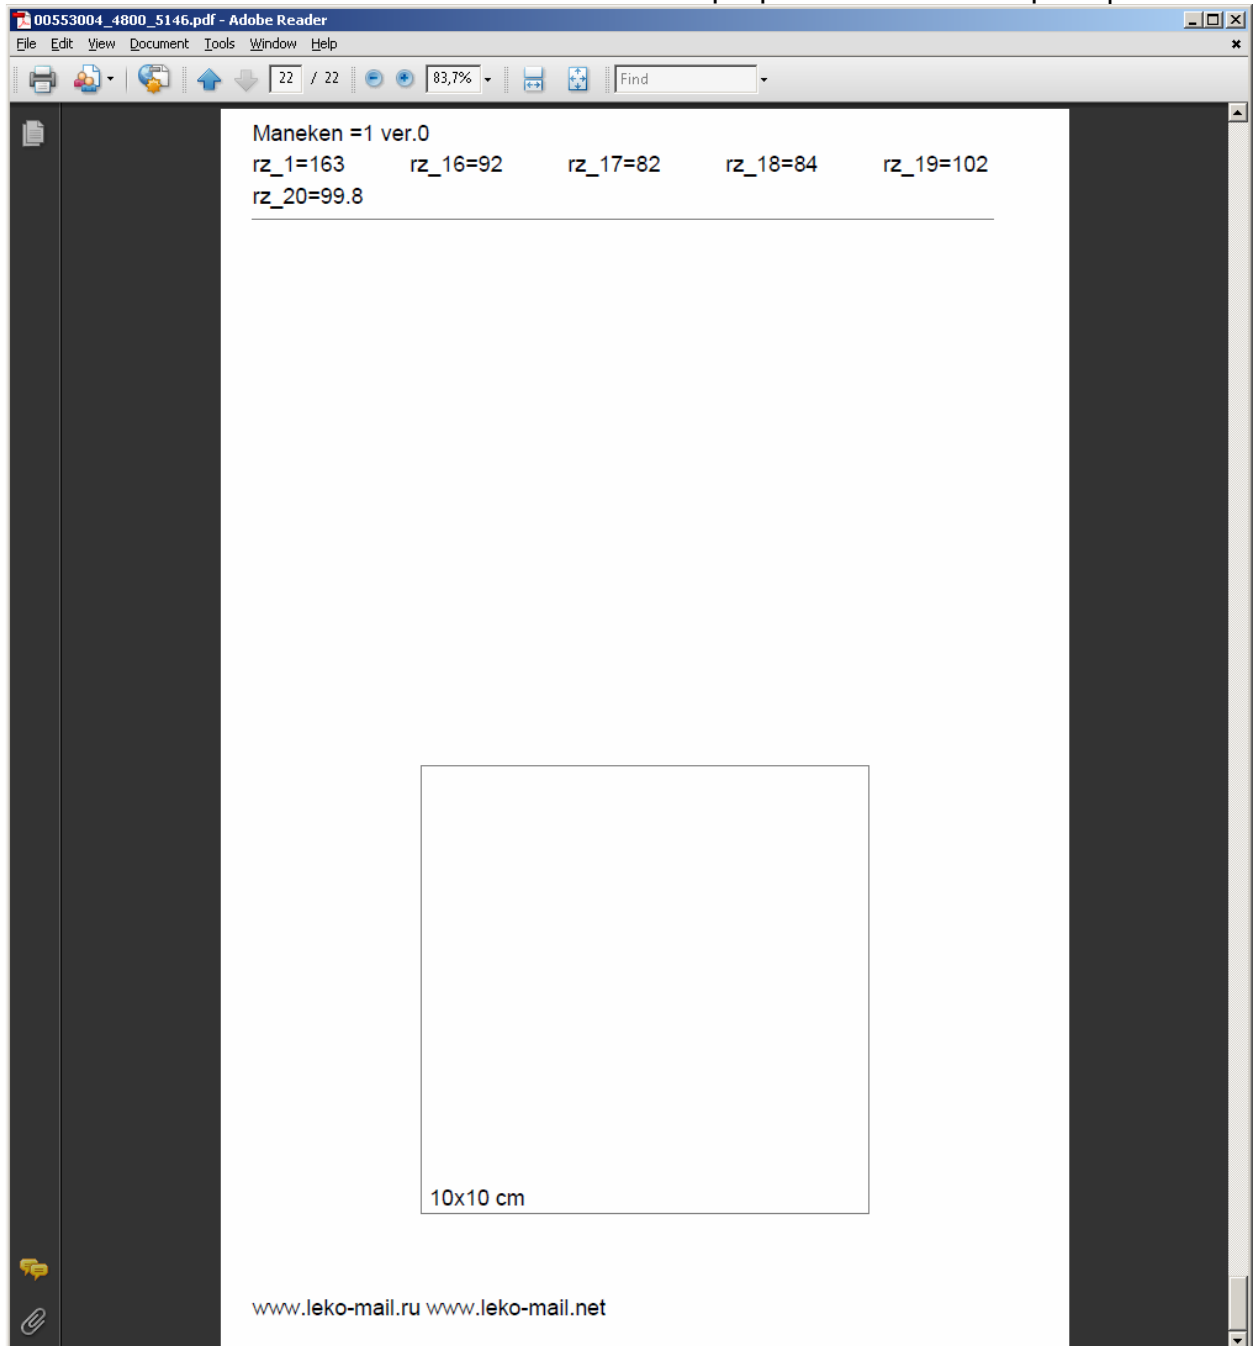 00553004_4800_5146.pdf - Adobe Reader
File Edit View Document Tools Window Help
22 / 22 83,7% Find
Maneken =1 ver.0
rz_1=163 rz_16=92 rz_17=82 rz_18=84 rz_19=102
rz_20=99.8
10x10 cm
www.leko-mail.ru www.leko-mail.net